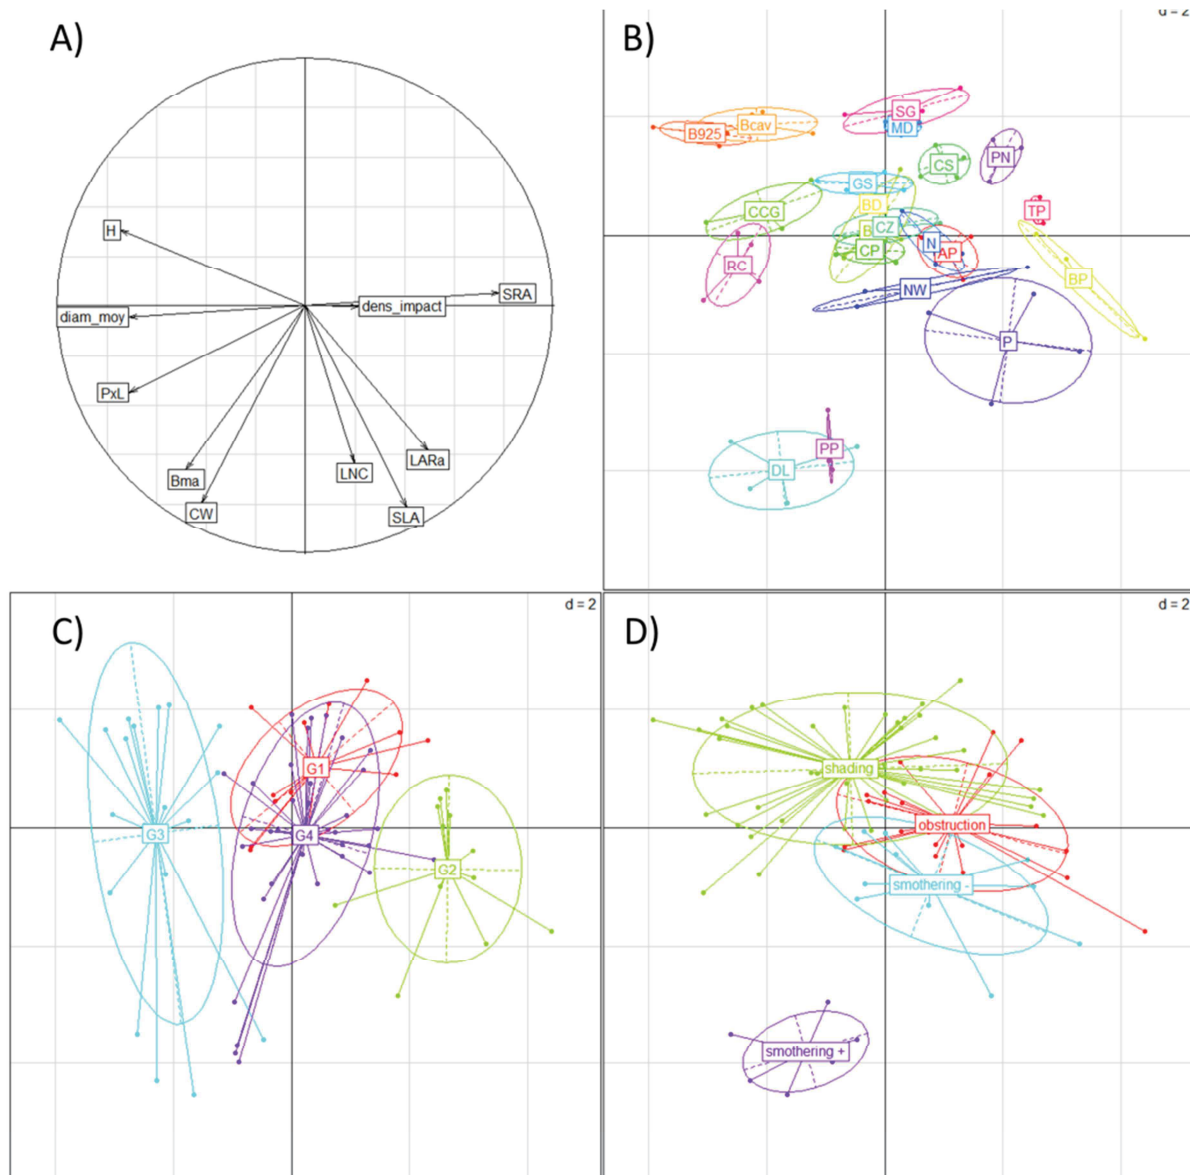 A)
H
diam_moy
PxL
Bma
CW
LNC
LARa
SLA
dens_impact
SRA
B)
d = 2
B925
Bcav
SG
MD
CS
PN
GS
CCG
BD
TP
CZ
N
AP
CP
RC
BP
NW
P
PP
DL
C)
d = 2
G1
G3
G4
G2
D)
d = 2
shading
obstruction
smothering -
smothering +